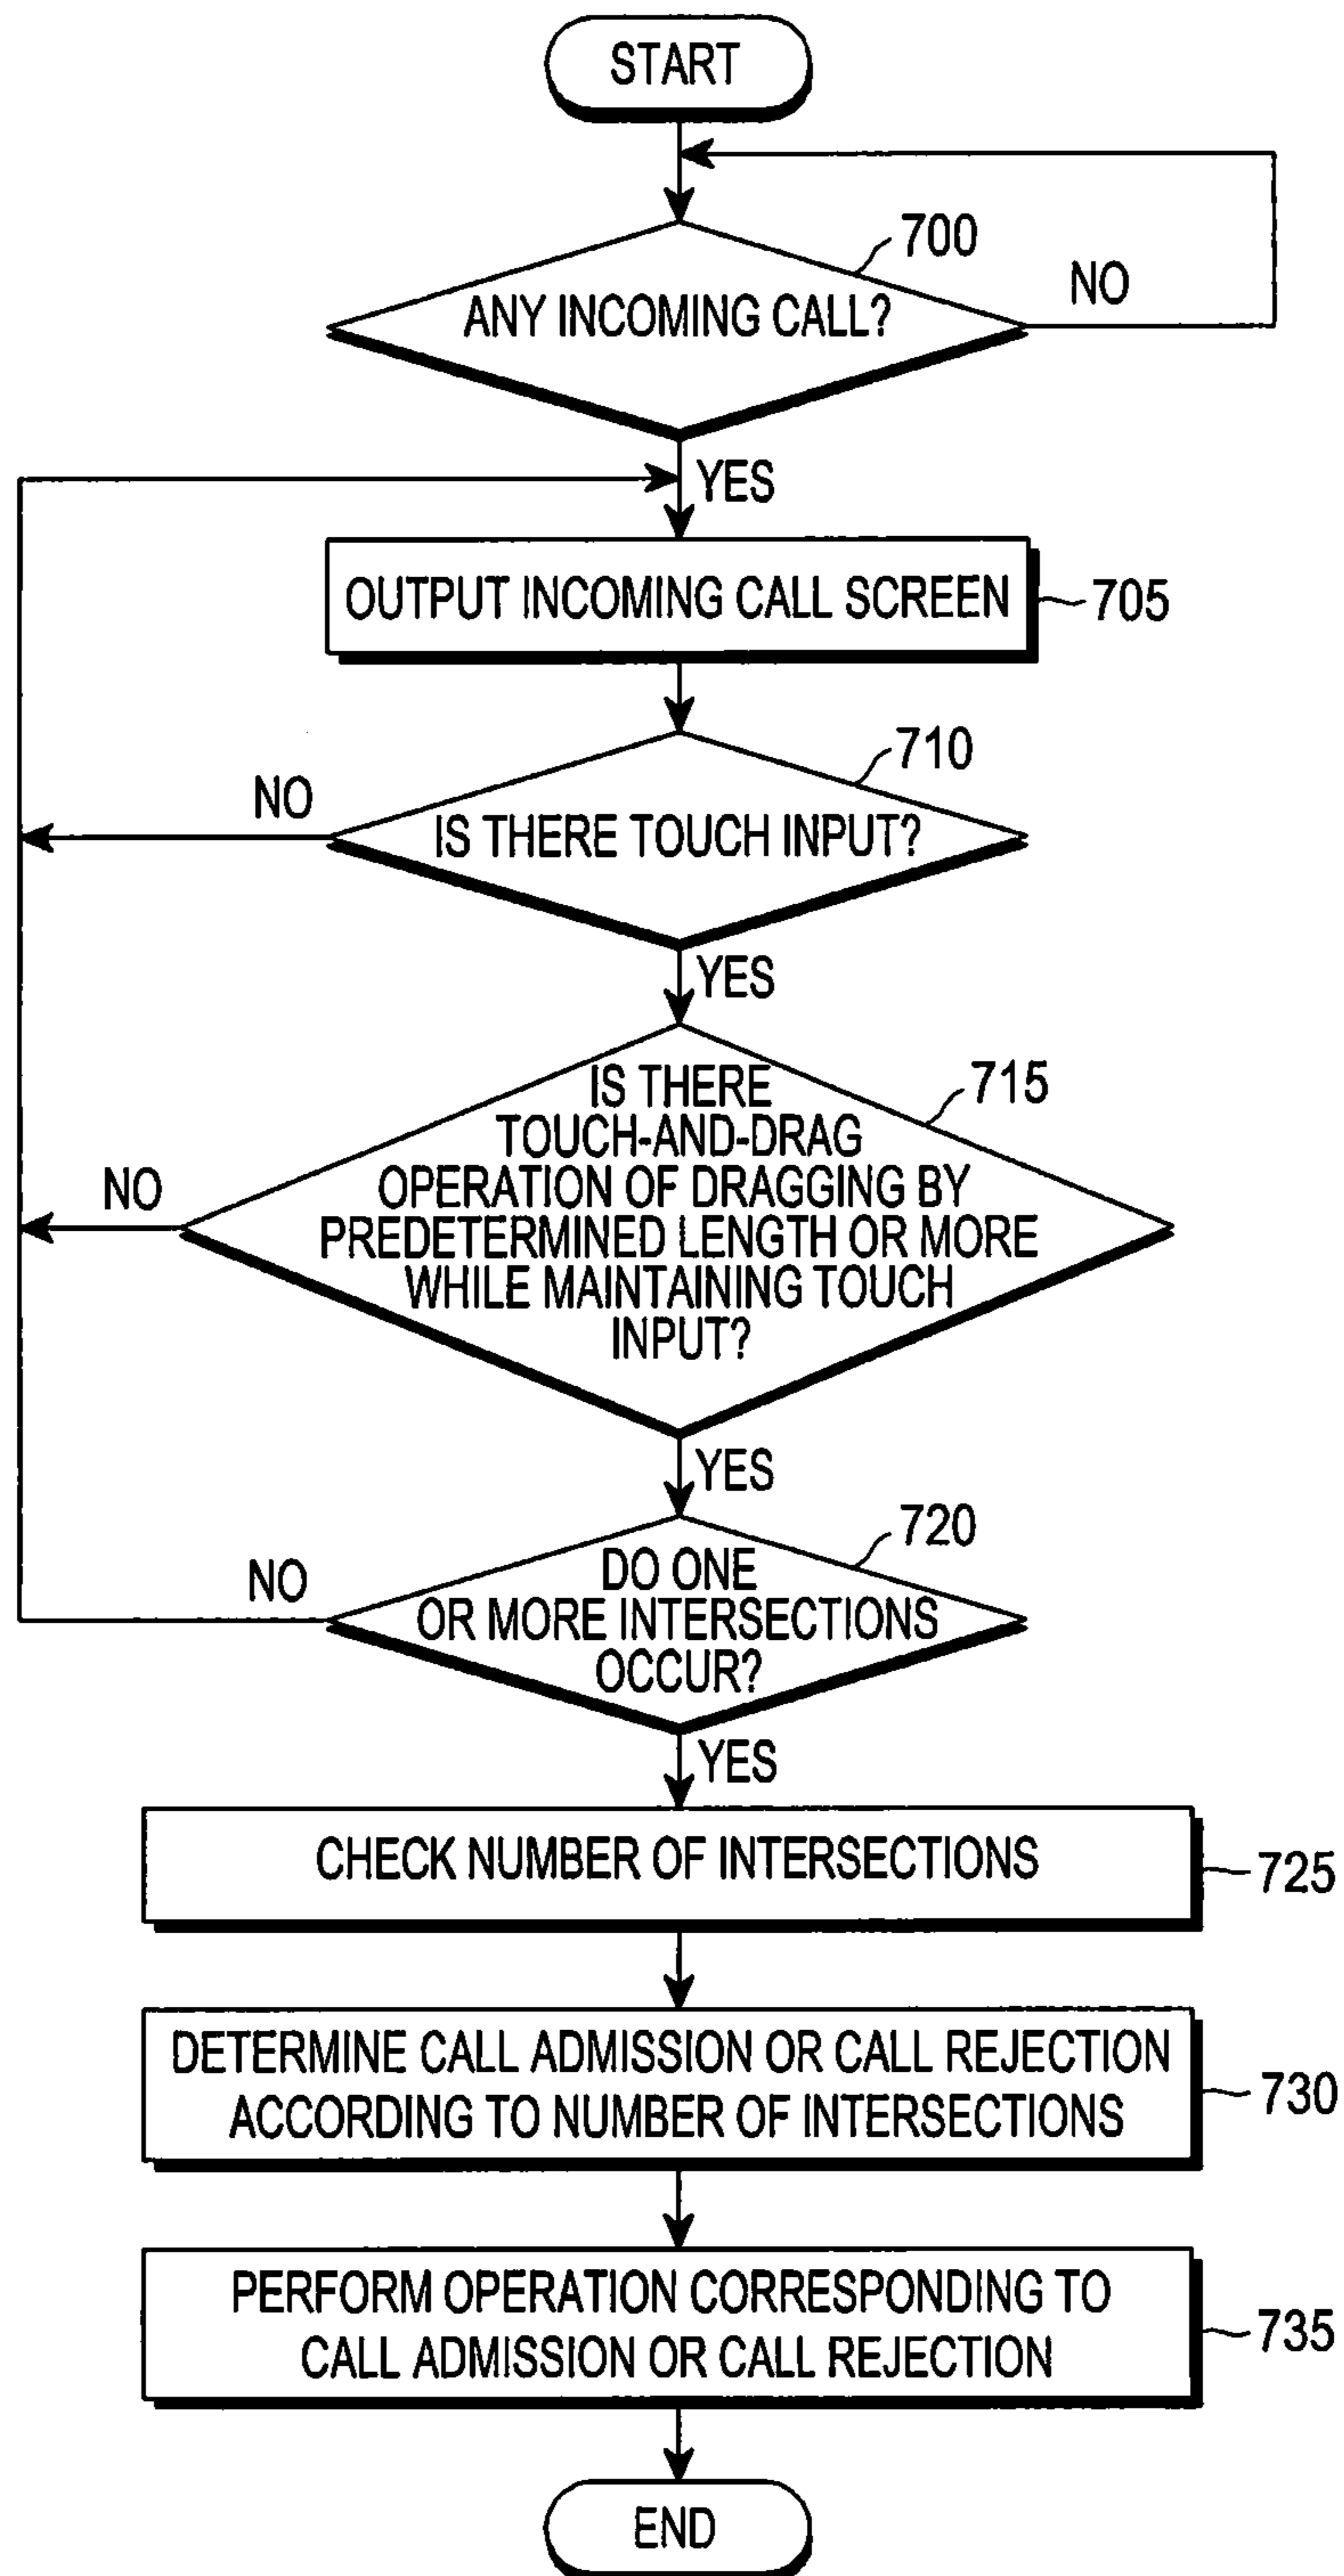 START
700
ANY INCOMING CALL?
NO
YES
OUTPUT INCOMING CALL SCREEN
705
710
NO
IS THERE TOUCH INPUT?
YES
IS THERE
TOUCH-AND-DRAG
OPERATION OF DRAGGING BY
PREDETERMINED LENGTH OR MORE
WHILE MAINTAINING TOUCH
INPUT?
715
NO
YES
720
NO
DO ONE
OR MORE INTERSECTIONS
OCCUR?
YES
CHECK NUMBER OF INTERSECTIONS
725
DETERMINE CALL ADMISSION OR CALL REJECTION
ACCORDING TO NUMBER OF INTERSECTIONS
730
PERFORM OPERATION CORRESPONDING TO
CALL ADMISSION OR CALL REJECTION
735
END